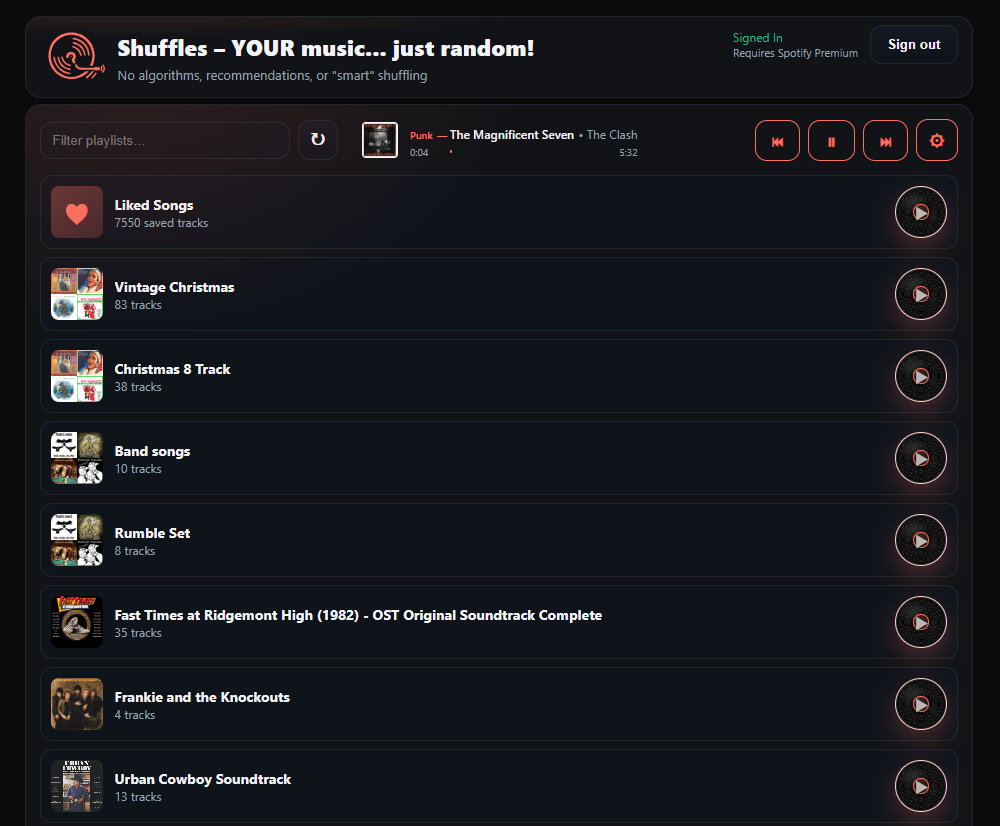 Shuffles – YOUR music... just random!
No algorithms, recommendations, or "smart" shuffling
Signed In
Requires Spotify Premium
Sign out
Filter playlists...
Punk — The Magnificent Seven • The Clash
0:04
5:32
Liked Songs
7550 saved tracks
Vintage Christmas
83 tracks
Christmas 8 Track
38 tracks
Band songs
10 tracks
Rumble Set
8 tracks
Fast Times at Ridgemont High (1982) - OST Original Soundtrack Complete
35 tracks
Frankie and the Knockouts
4 tracks
Urban Cowboy Soundtrack
13 tracks